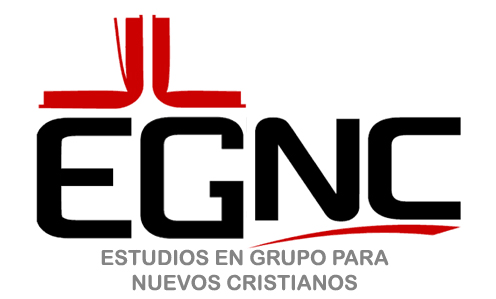 EGNC
ESTUDIOS EN GRUPO PARA
NUEVOS CRISTIANOS